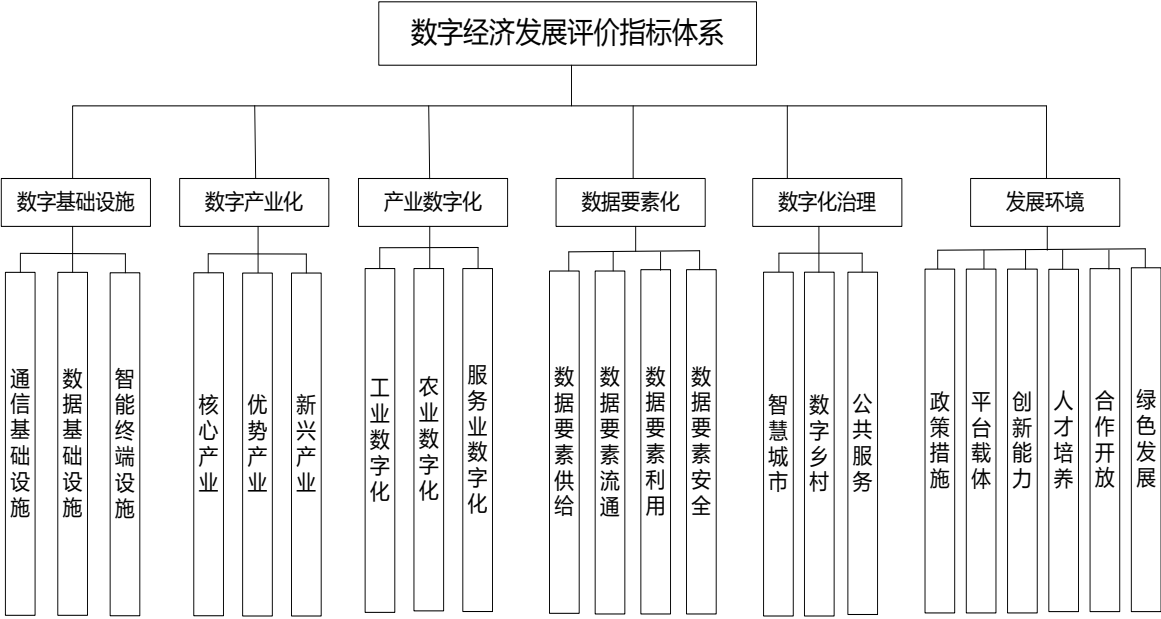 数字经济发展评价指标体系
数字基础设施
数字产业化
产业数字化
数据要素化
数字化治理
发展环境
通信基础设施
数据基础设施
智能终端设施
核心产业
优势产业
新兴产业
工业数字化
农业数字化
服务业数字化
数据要素供给
数据要素流通
数据要素利用
数据要素安全
智慧城市
数字乡村
公共服务
政策措施
平台载体
创新能力
人才培养
合作开放
绿色发展